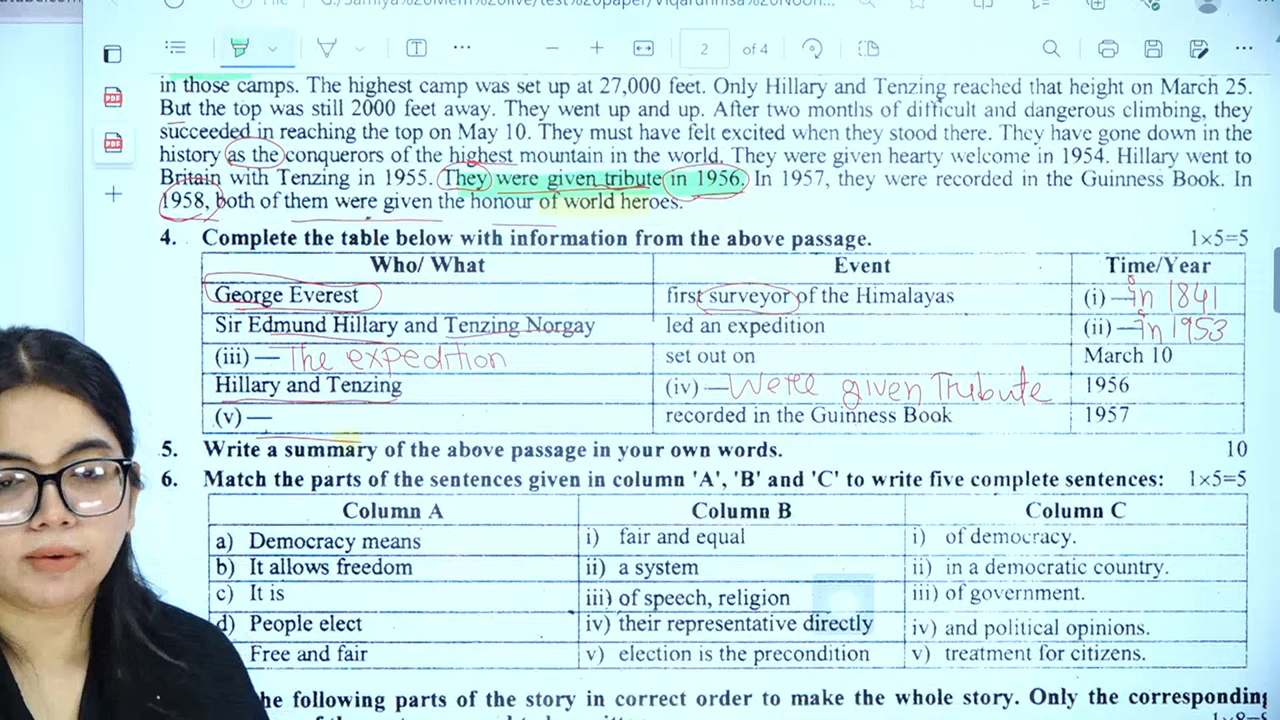 2 of 4
in those camps. The highest camp was set up at 27,000 feet. Only Hillary and Tenzing reached that height on March 25.
But the top was still 2000 feet away. They went up and up. After two months of difficult and dangerous climbing, they
succeeded in reaching the top on May 10. They must have felt excited when they stood there. They have gone down in the
history as the conquerors of the highest mountain in the world. They were given hearty welcome in 1954. Hillary went to
Britain with Tenzing in 1955. They were given tribute in 1956. In 1957, they were recorded in the Guinness Book. In
1958, both of them were given the honour of world heroes.
4. Complete the table below with information from the above passage. 1×5=5
Who/ What Event Time/Year
George Everest first surveyor of the Himalayas (i) — in 1841
Sir Edmund Hillary and Tenzing Norgay led an expedition (ii) — in 1953
(iii) — The expedition set out on March 10
Hillary and Tenzing (iv) — were given Tribute 1956
(v) — recorded in the Guinness Book 1957
5. Write a summary of the above passage in your own words. 10
6. Match the parts of the sentences given in column 'A', 'B' and 'C' to write five complete sentences: 1×5=5
Column A Column B Column C
a) Democracy means i) fair and equal i) of democracy.
b) It allows freedom ii) a system ii) in a democratic country.
c) It is iii) of speech, religion iii) of government.
d) People elect iv) their representative directly iv) and political opinions.
Free and fair v) election is the precondition v) treatment for citizens.
he following parts of the story in correct order to make the whole story. Only the corresponding